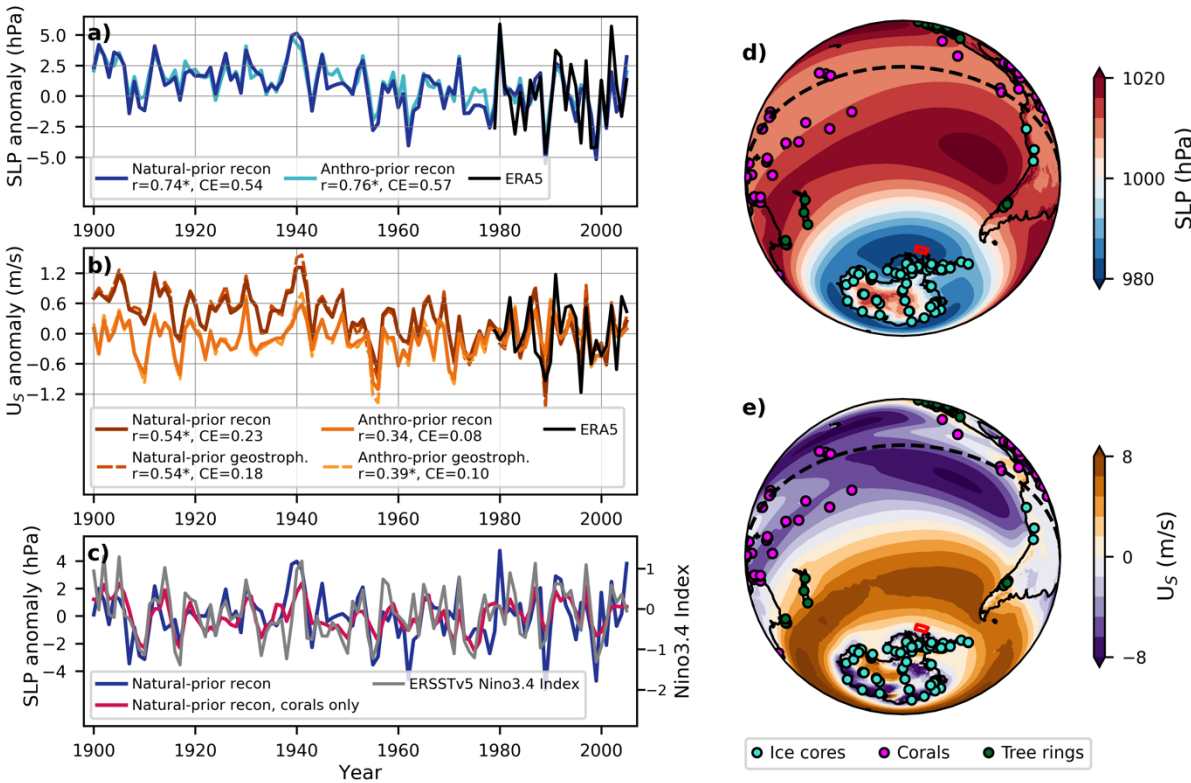 a)
SLP anomaly (hPa)
5.0
2.5
0.0
−2.5
−5.0
Natural-prior recon
r=0.74*, CE=0.54
Anthro-prior recon
r=0.76*, CE=0.57
ERA5
1900 1920 1940 1960 1980 2000
b)
U_S anomaly (m/s)
1.2
0.6
0.0
−0.6
−1.2
Natural-prior recon
r=0.54*, CE=0.23
Anthro-prior recon
r=0.34, CE=0.08
ERA5
Natural-prior geostroph.
r=0.54*, CE=0.18
Anthro-prior geostroph.
r=0.39*, CE=0.10
1900 1920 1940 1960 1980 2000
c)
SLP anomaly (hPa)
4
2
0
−2
−4
Nino3.4 Index
1
0
−1
−2
Natural-prior recon
ERSSTv5 Nino3.4 Index
Natural-prior recon, corals only
1900 1920 1940 1960 1980 2000
Year
d)
1020
1000
980
SLP (hPa)
e)
8
0
−8
U_S (m/s)
Ice cores Corals Tree rings